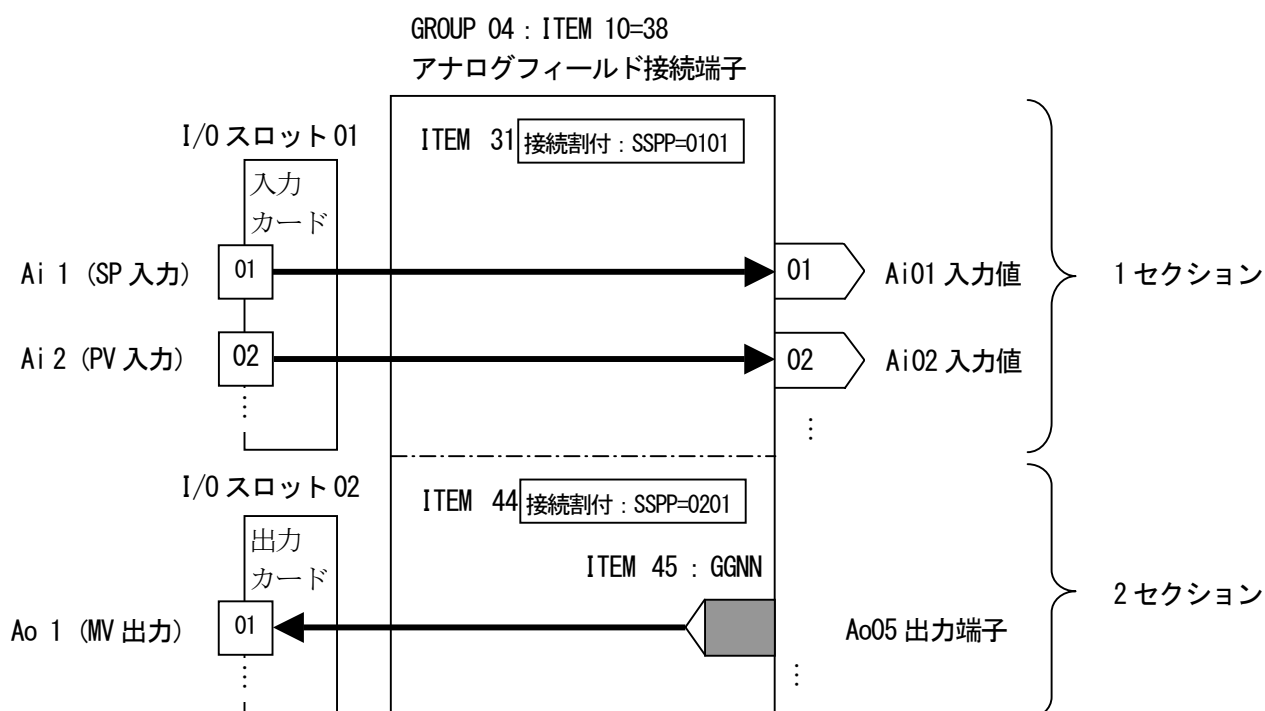 GROUP 04：ITEM 10=38
アナログフィールド接続端子
I/O スロット 01
ITEM 31 接続割付：SSPP=0101
入力
カード
Ai 1 (SP 入力)
01
01
Ai01 入力値
1 セクション
Ai 2 (PV 入力)
02
02
Ai02 入力値
⋮
⋮
I/O スロット 02
ITEM 44 接続割付：SSPP=0201
出力
カード
ITEM 45 : GGNN
2 セクション
Ao 1 (MV 出力)
01
Ao05 出力端子
⋮
⋮